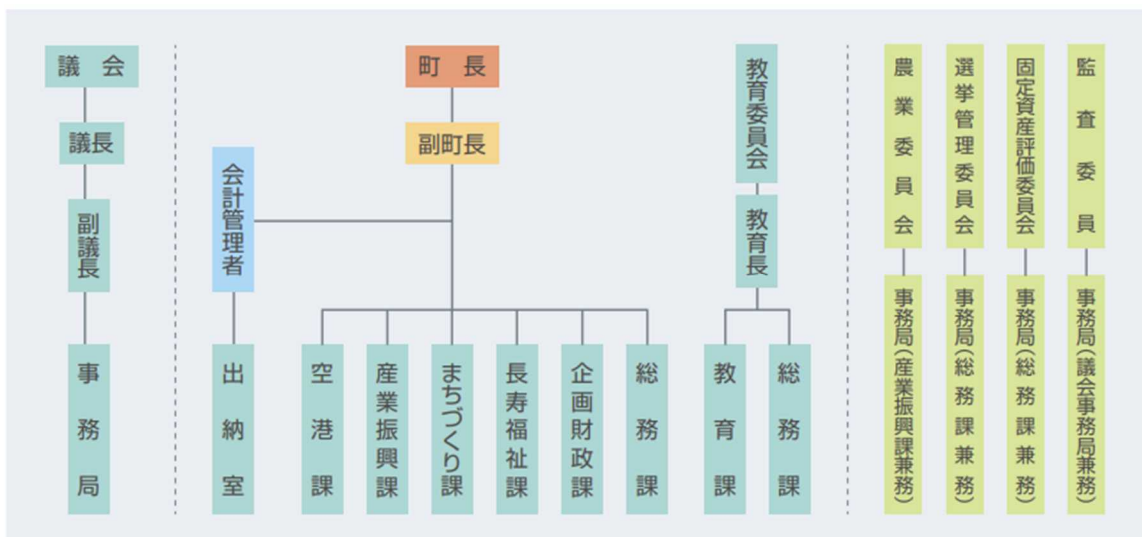 議会
議長
副議長
事務局
町長
副町長
会計管理者
出納室
空港課
産業振興課
まちづくり課
長寿福祉課
企画財政課
総務課
教育委員会
教育長
教育課
総務課
農業委員会
事務局(産業振興課兼務)
選挙管理委員会
事務局(総務課兼務)
固定資産評価委員会
事務局(総務課兼務)
監査委員
事務局(議会事務局兼務)